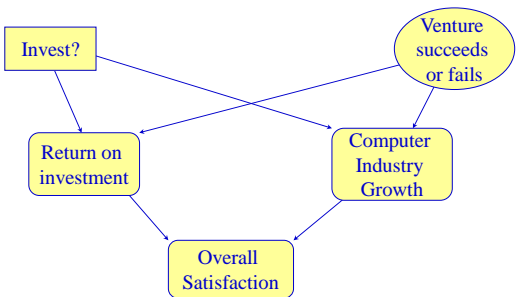 Invest?
Venture
succeeds
or fails
Return on
investment
Computer
Industry
Growth
Overall
Satisfaction